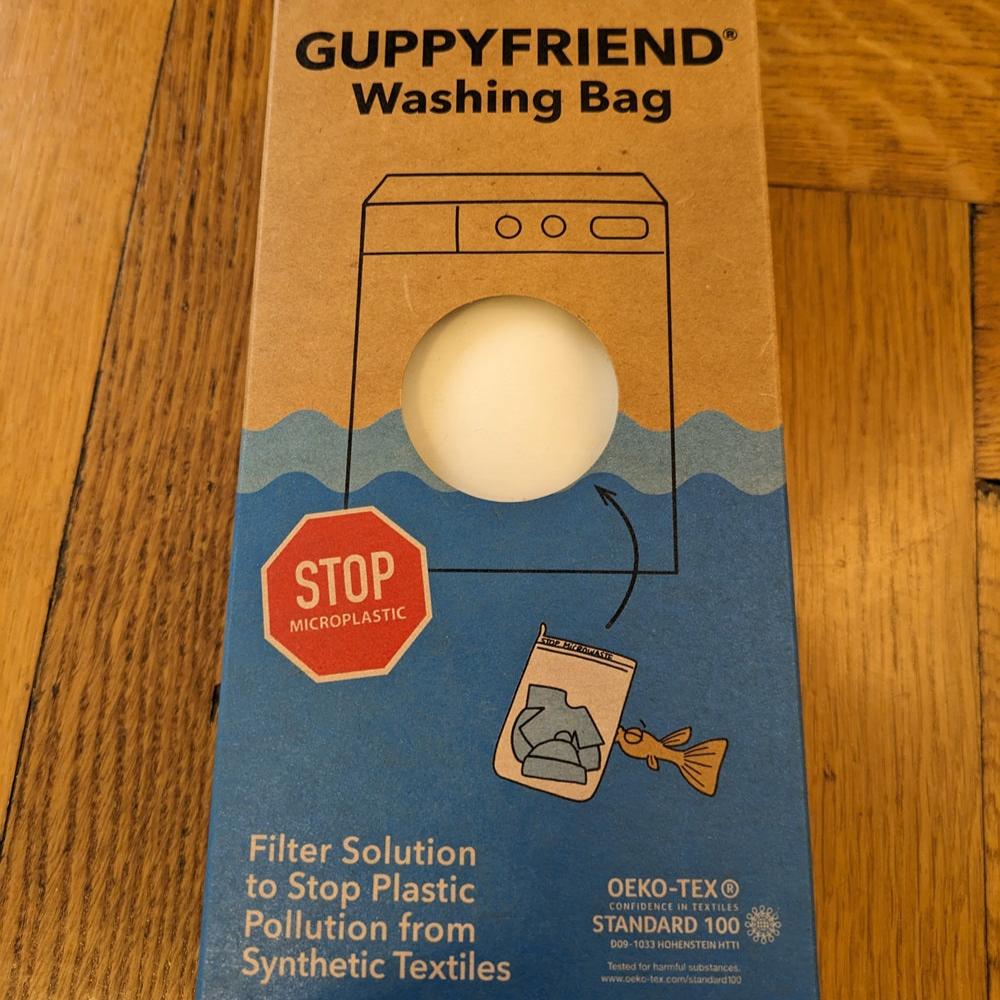 GUPPYFRIEND®
Washing Bag
STOP
MICROPLASTIC
STOP MICROWASTE
Filter Solution
to Stop Plastic
Pollution from
Synthetic Textiles
OEKO-TEX®
CONFIDENCE IN TEXTILES
STANDARD 100
D09-1033 HOHENSTEIN HTTI
Tested for harmful substances.
www.oeko-tex.com/standard100